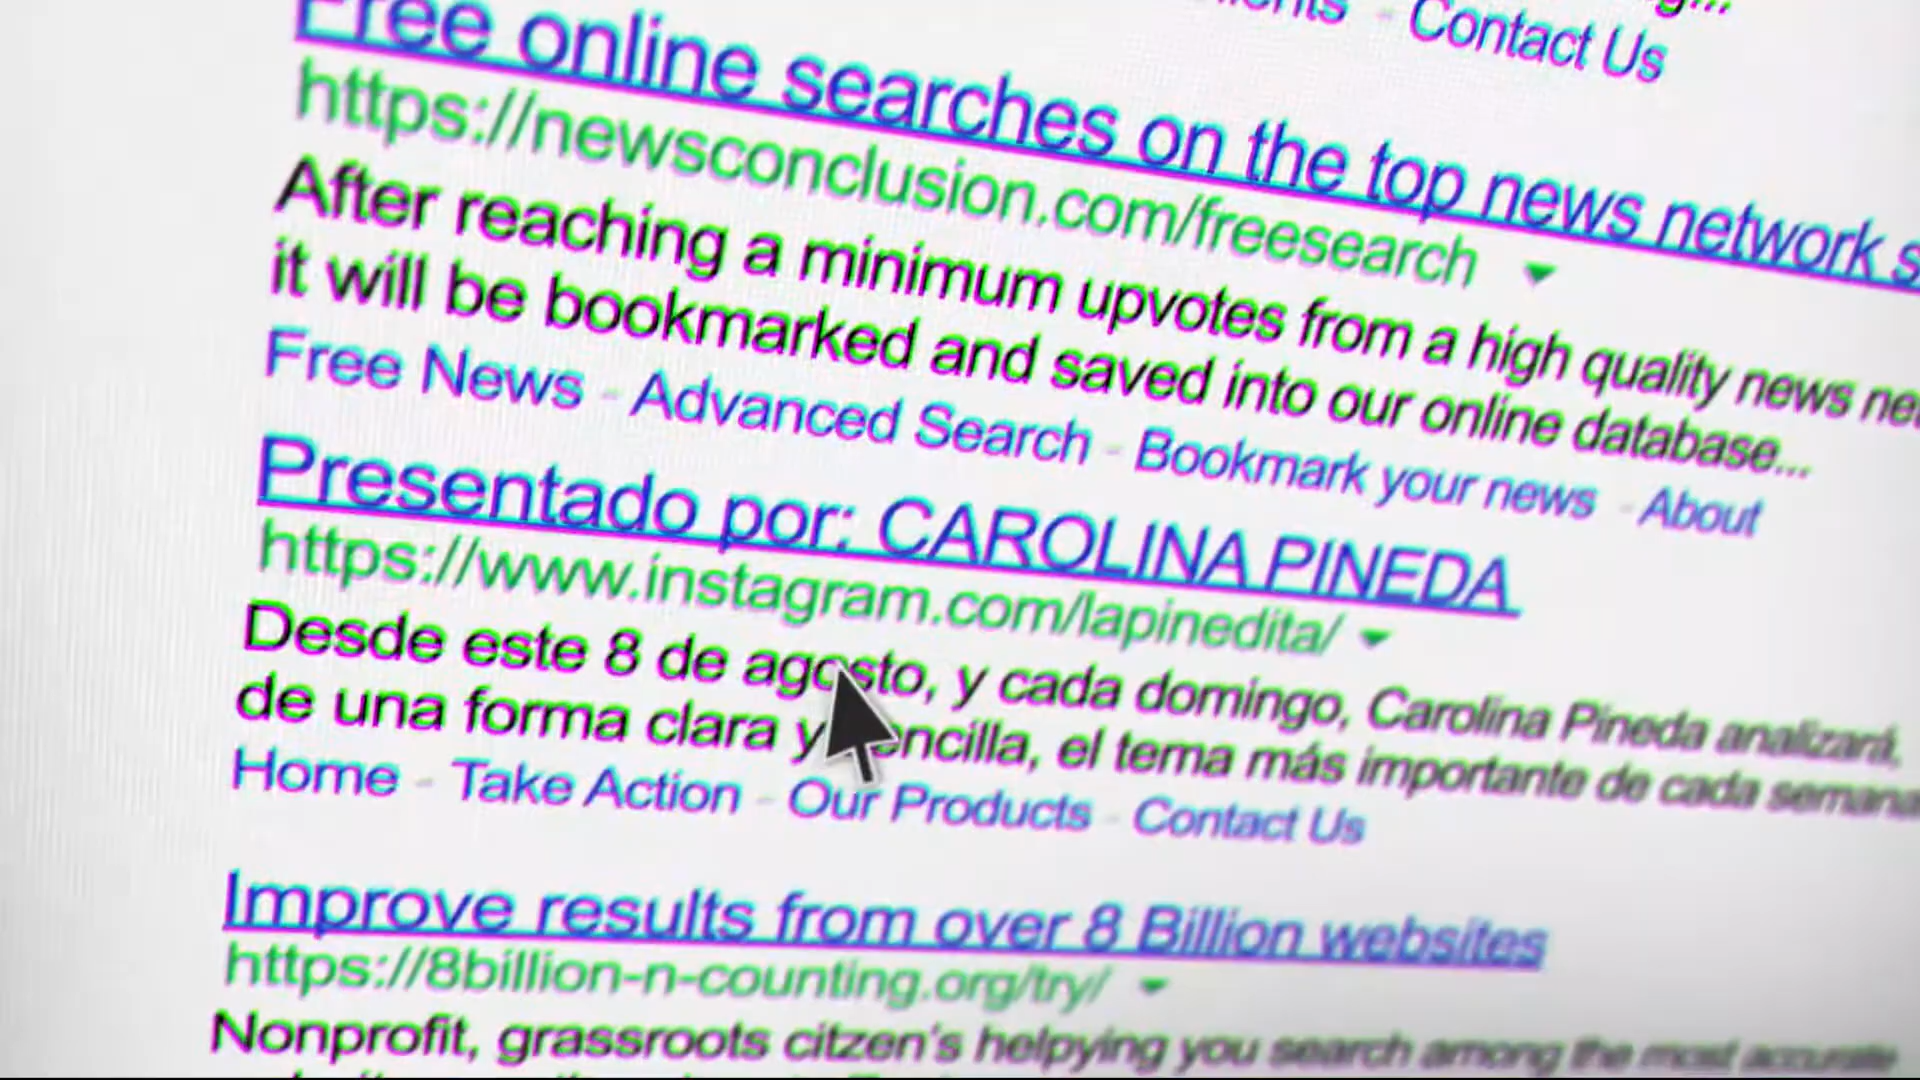 Contact Us
Free online searches on the top news network
https://newsconclusion.com/freesearch
After reaching a minimum upvotes from a high quality news
it will be bookmarked and saved into our online database...
Free News - Advanced Search - Bookmark your news - About
Presentado por: CAROLINA PINEDA
https://www.instagram.com/lapinedita/
Desde este 8 de agosto, y cada domingo, Carolina Pineda analizará,
de una forma clara y sencilla, el tema más importante de cada semana
Home - Take Action - Our Products - Contact Us
Improve results from over 8 Billion websites
https://8billion-n-counting.org/try/
Nonprofit, grassroots citzen's helpying you search among the most accurate